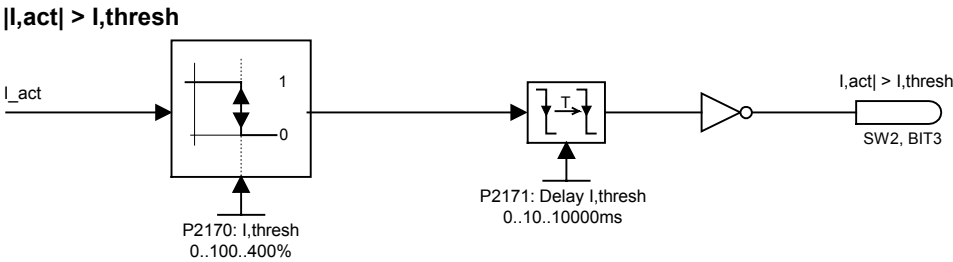 |I,act| > I,thresh
I_act
1
0
T
I,act| > I,thresh
SW2, BIT3
P2170: I,thresh
0..100..400%
P2171: Delay I,thresh
0..10..10000ms